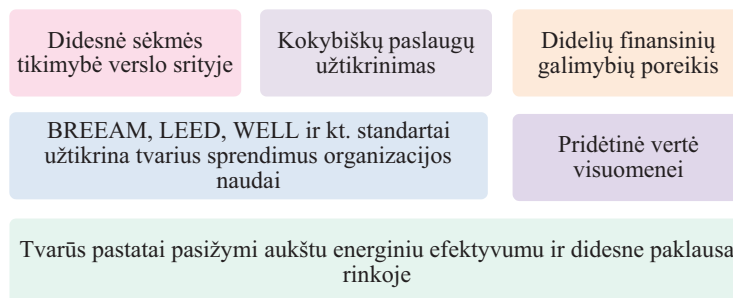 Didesnė sėkmės
tikimybė verslo srityje
Kokybiškų paslaugų
užtikrinimas
Didelių finansinių
galimybių poreikis
BREEAM, LEED, WELL ir kt. standartai
užtikrina tvarius sprendimus organizacijos
naudai
Pridėtinė vertė
visuomenei
Tvarūs pastatai pasižymi aukštu energiniu efektyvumu ir didesne paklausa
rinkoje